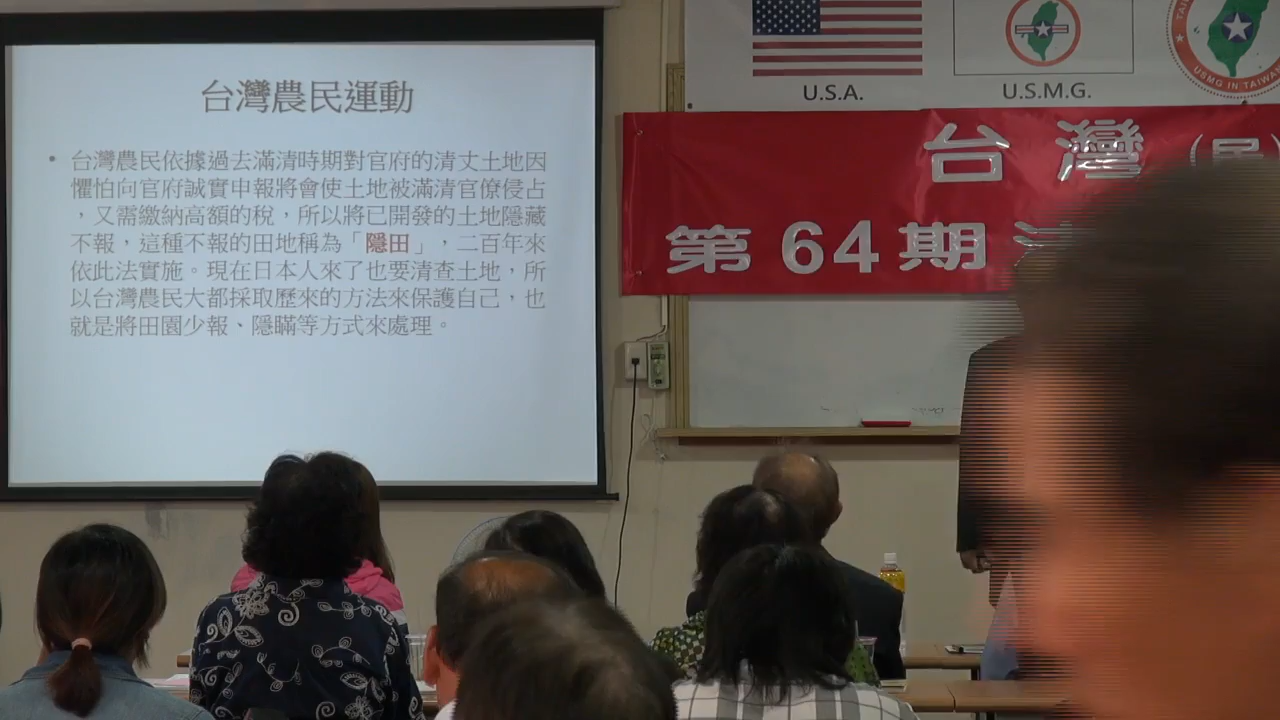 台灣農民運動
• 台灣農民依據過去滿清時期對官府的清丈土地因
懼怕向官府誠實申報將會使土地被滿清官僚侵占
，又需繳納高額的稅，所以將已開發的土地隱藏
不報，這種不報的田地稱為「隱田」，二百年來
依此法實施。現在日本人來了也要清查土地，所
以台灣農民大都採取歷來的方法來保護自己，也
就是將田園少報、隱瞞等方式來處理。
U.S.A.
U.S.M.G.
USMG IN TAIWAN
台灣(民
第64期